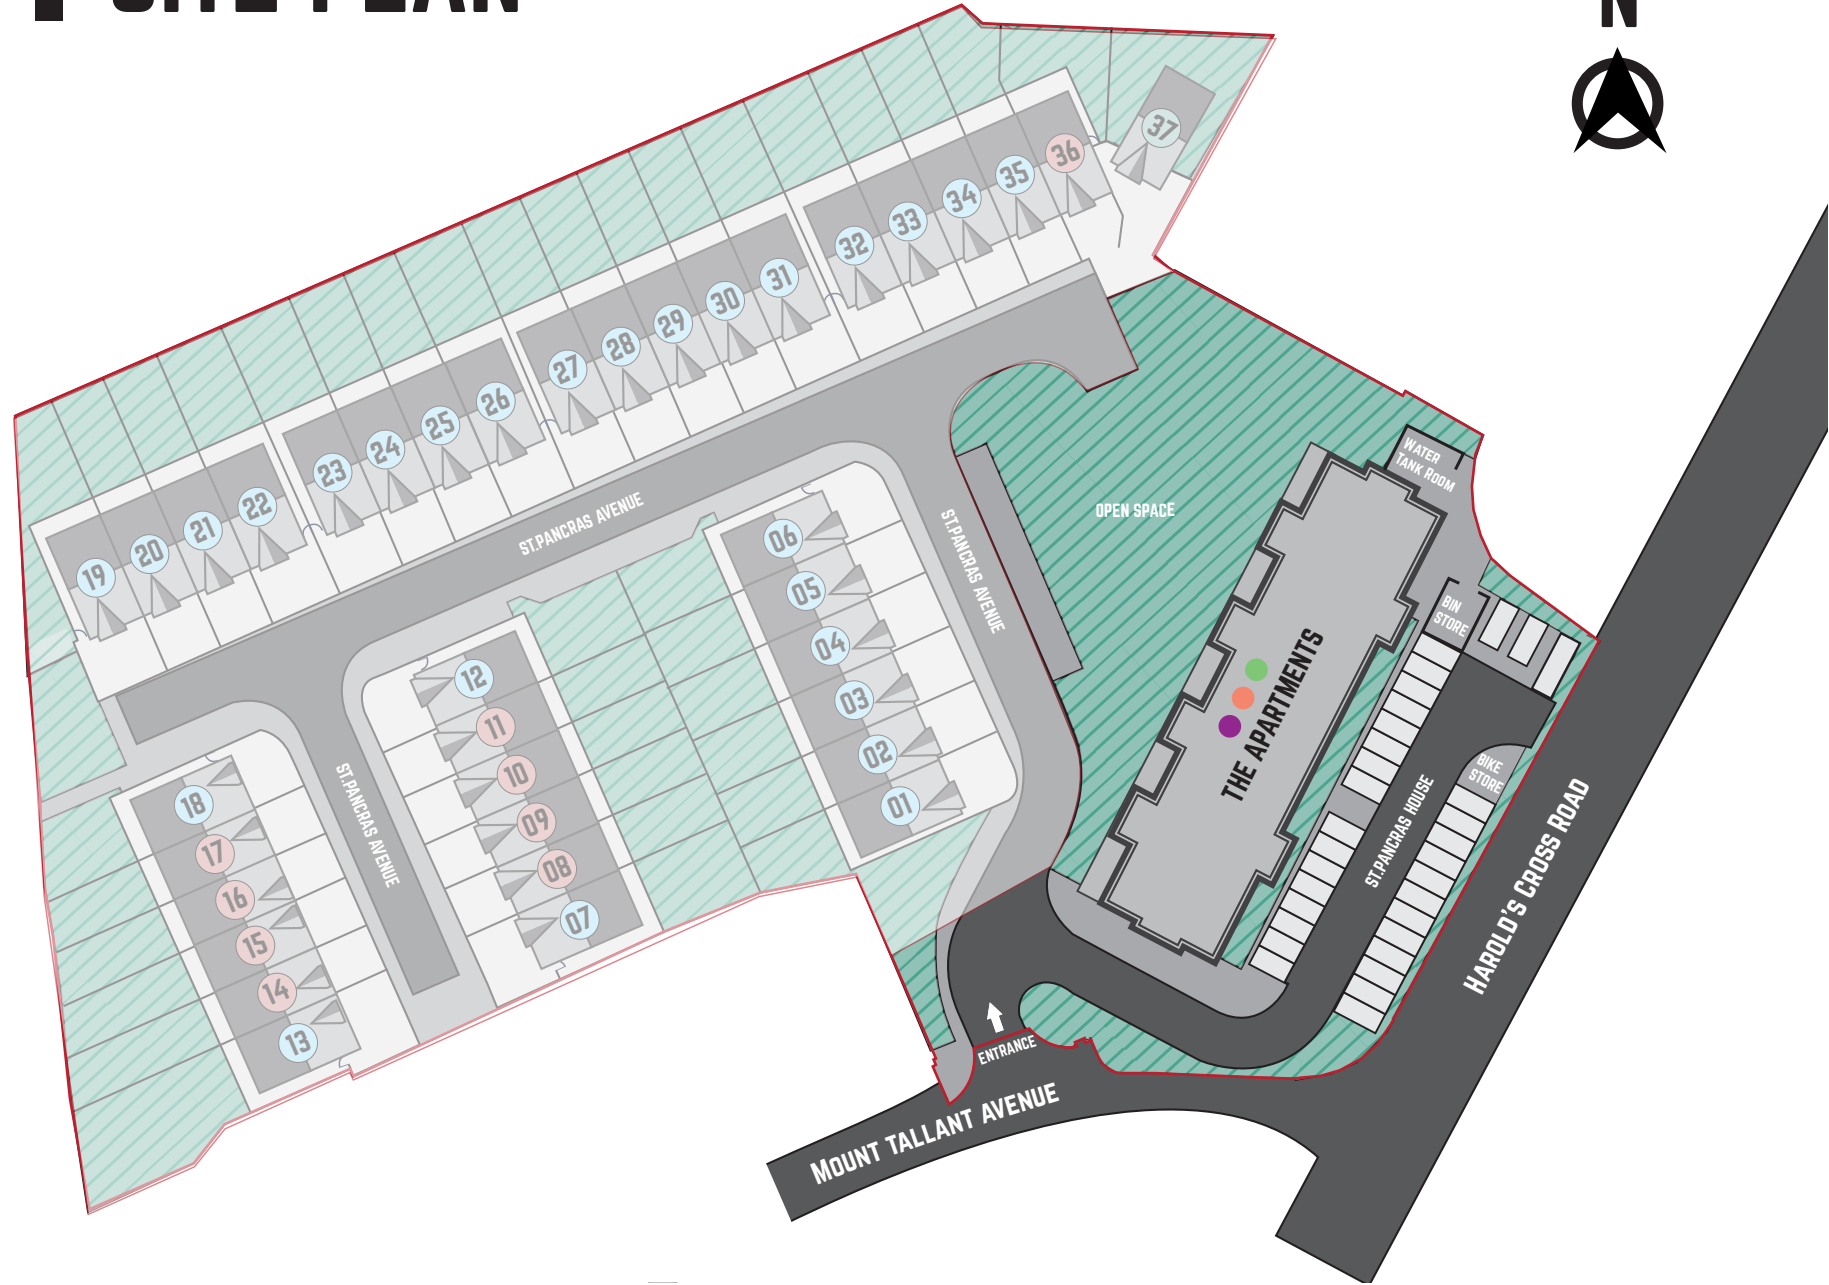 SITE PLAN
N
37
36
35
34
33
32
31
30
29
28
27
26
25
24
23
22
21
20
19
ST.PANCRAS AVENUE
06
05
04
03
02
01
ST.PANCRAS AVENUE
OPEN SPACE
WATER
TANK ROOM
BIN
STORE
THE APARTMENTS
BIKE
STORE
ST.PANCRAS HOUSE
HAROLD'S CROSS ROAD
12
11
10
09
08
07
ST.PANCRAS AVENUE
18
17
16
15
14
13
ENTRANCE
MOUNT TALLANT AVENUE